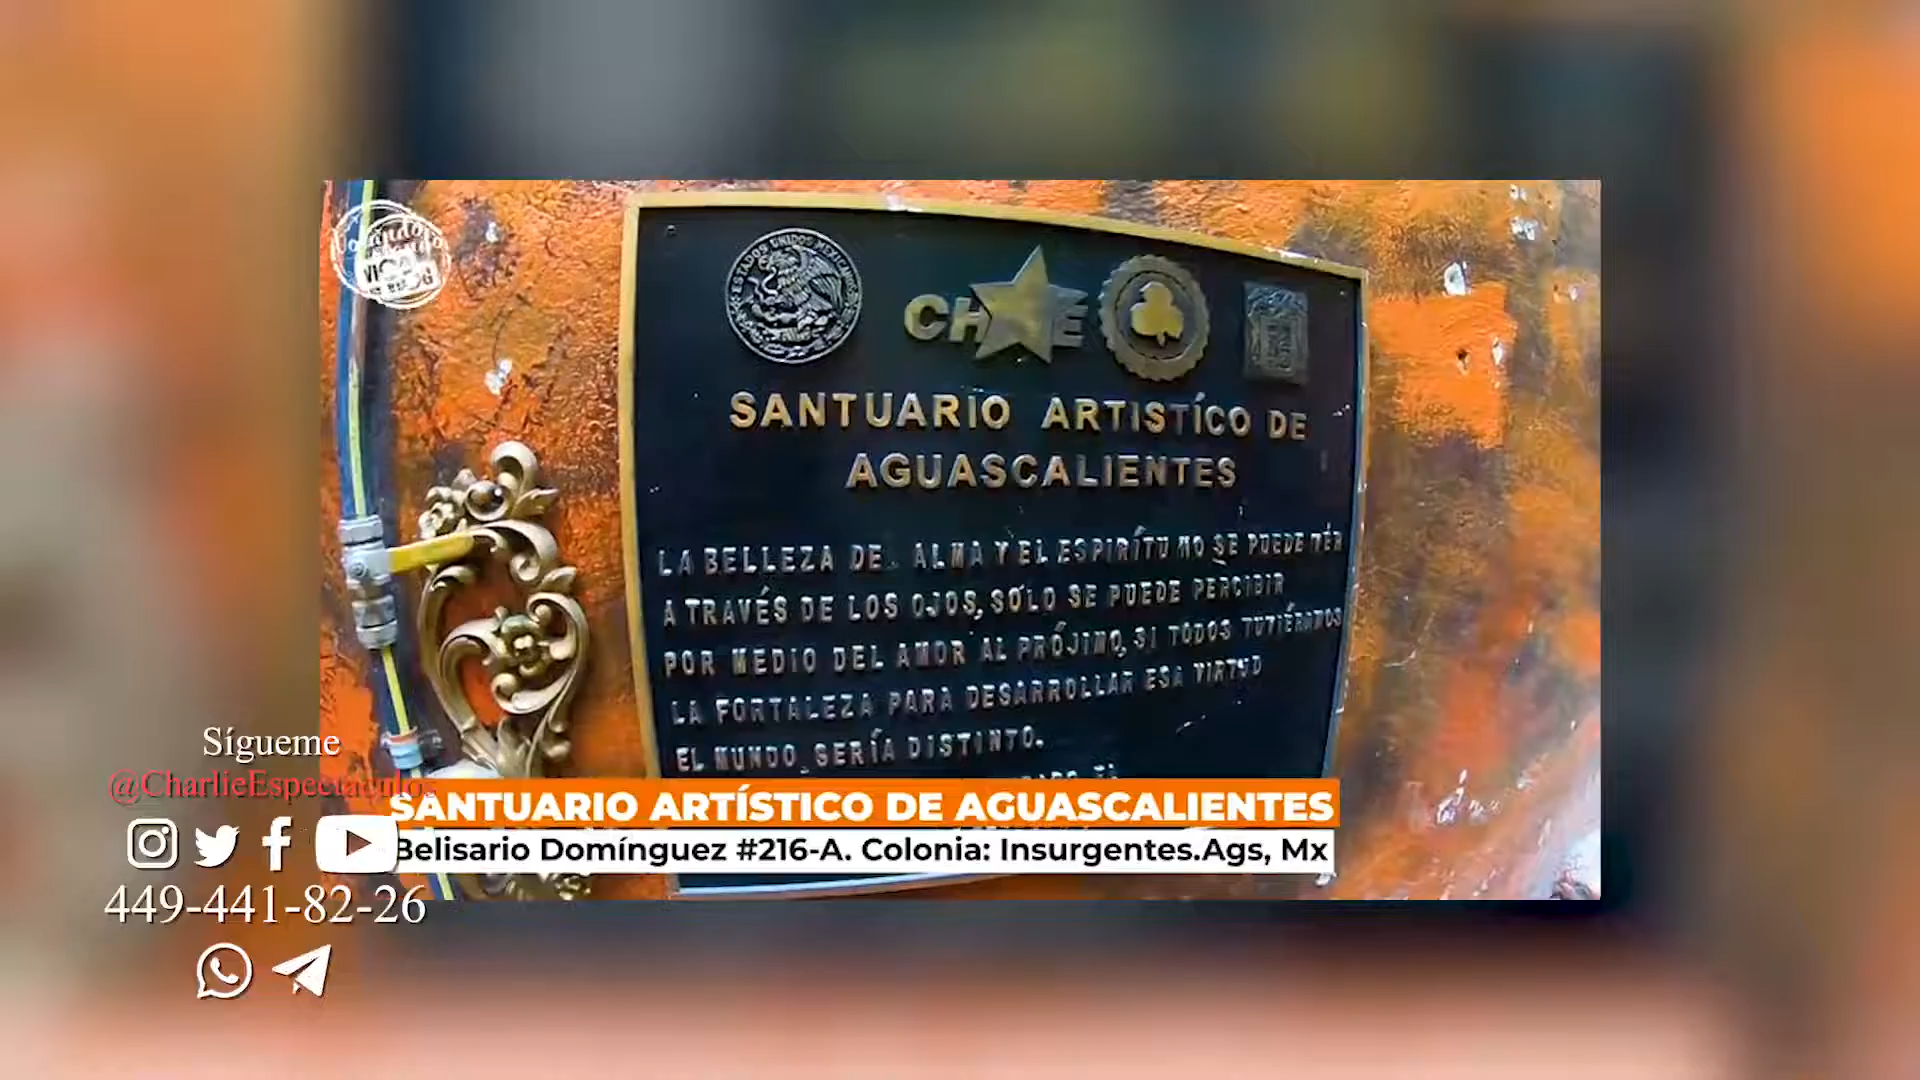 ESTADOS UNIDOS MEXICANOS
CH E
SANTUARIO ARTISTÍCO DE
AGUASCALIENTES
LA BELLEZA DE. ALMA Y EL ESPIRÍTU NO SE PUEDE VÉR
A TRAVÉS DE LOS OJOS, SÓLO SE PUEDE PERCIBIR
POR MEDIO DEL AMOR AL PRÓJIMO, SI TODOS TUVIÉRAMOS
LA FORTALEZA PARA DESARROLLAR ESA VIRTUD
EL MUNDO SERÍA DISTINTO.
SANTUARIO ARTÍSTICO DE AGUASCALIENTES
Belisario Domínguez #216-A. Colonia: Insurgentes.Ags, Mx
Sígueme
@CharlieEspectaculos
449-441-82-26